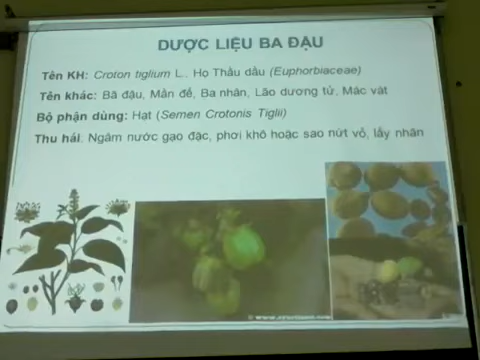 DƯỢC LIỆU BA ĐẬU
Tên KH: Croton tiglium L.. Họ Thầu dầu (Euphorbiaceae)
Tên khác: Bã đậu, Mần đề, Ba nhân, Lão dương tử, Mác vát
Bộ phận dùng: Hạt (Semen Crotonis Tiglii)
Thu hái: Ngâm nước gạo đặc, phơi khô hoặc sao nứt vỏ, lấy nhân